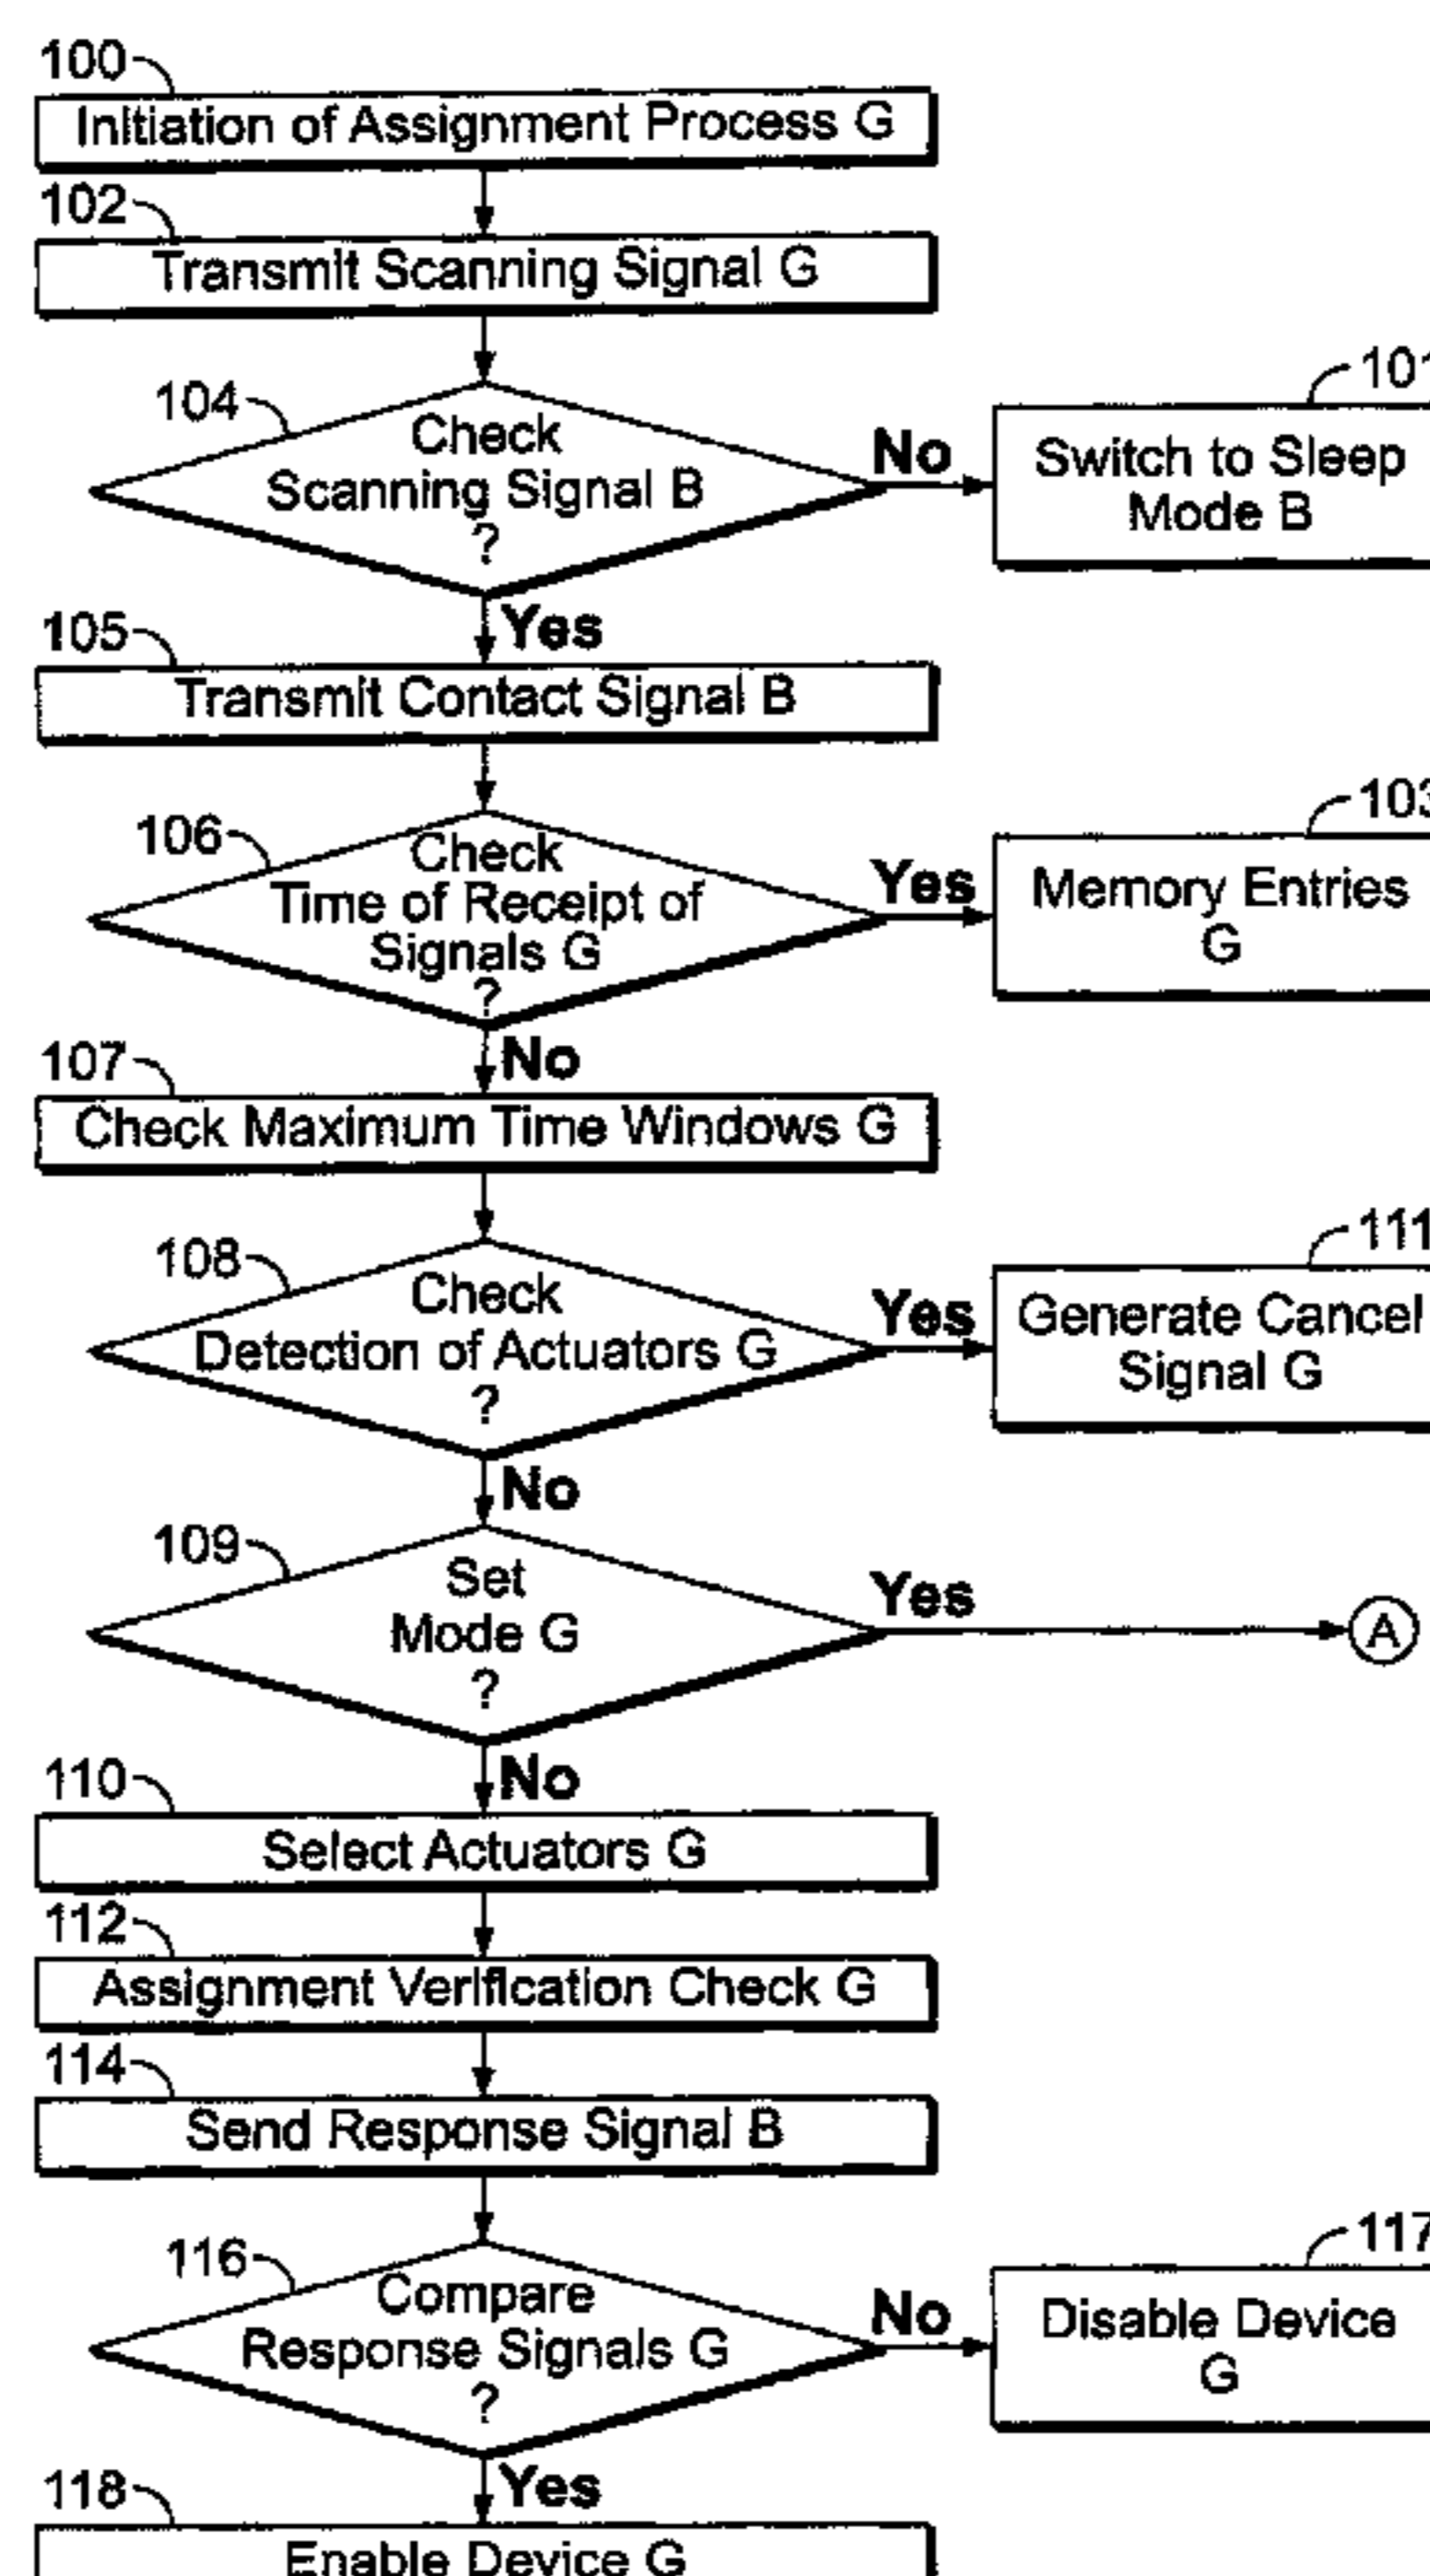 100
Initiation of Assignment Process G
102
Transmit Scanning Signal G
104
Check
Scanning Signal B
?
No
101
Switch to Sleep
Mode B
Yes
105
Transmit Contact Signal B
106
Check
Time of Receipt of
Signals G
?
Yes
103
Memory Entries
G
No
107
Check Maximum Time Windows G
108
Check
Detection of Actuators G
?
Yes
111
Generate Cancel
Signal G
No
109
Set
Mode G
?
Yes
A
No
110
Select Actuators G
112
Assignment Verification Check G
114
Send Response Signal B
116
Compare
Response Signals G
?
No
117
Disable Device
G
Yes
118
Enable Device G